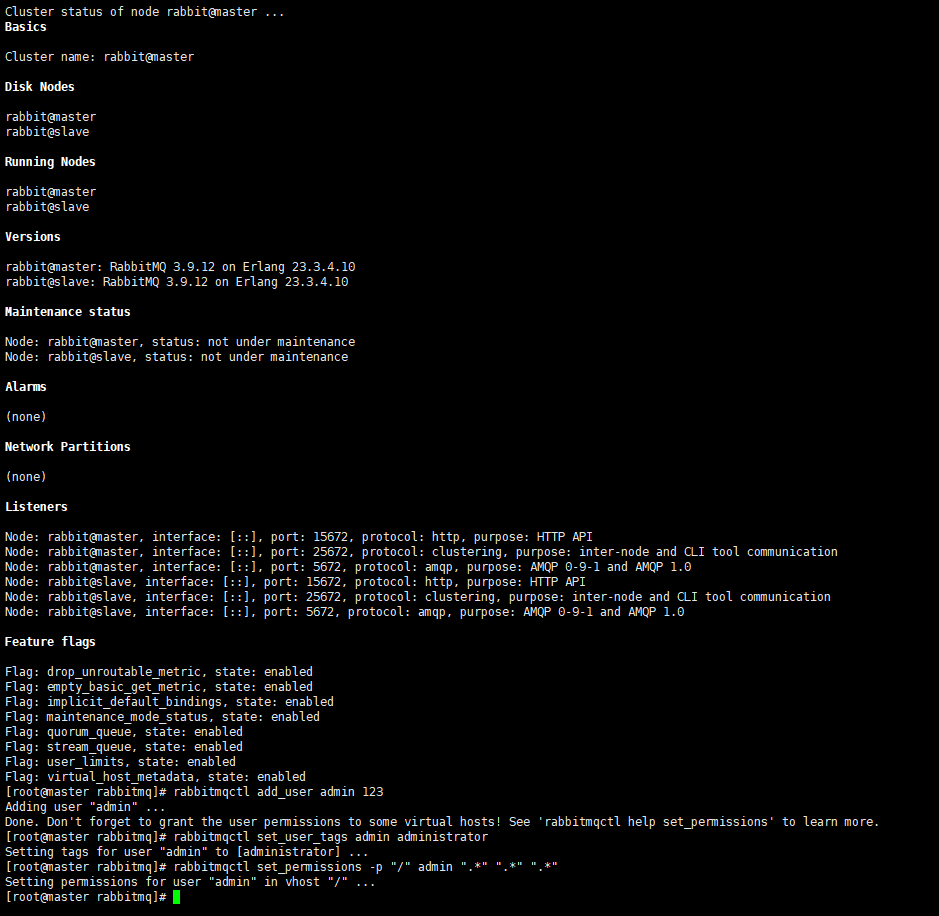 Cluster status of node rabbit@master ...
Basics
Cluster name: rabbit@master
Disk Nodes
rabbit@master
rabbit@slave
Running Nodes
rabbit@master
rabbit@slave
Versions
rabbit@master: RabbitMQ 3.9.12 on Erlang 23.3.4.10
rabbit@slave: RabbitMQ 3.9.12 on Erlang 23.3.4.10
Maintenance status
Node: rabbit@master, status: not under maintenance
Node: rabbit@slave, status: not under maintenance
Alarms
(none)
Network Partitions
(none)
Listeners
Node: rabbit@master, interface: [::], port: 15672, protocol: http, purpose: HTTP API
Node: rabbit@master, interface: [::], port: 25672, protocol: clustering, purpose: inter-node and CLI tool communication
Node: rabbit@master, interface: [::], port: 5672, protocol: amqp, purpose: AMQP 0-9-1 and AMQP 1.0
Node: rabbit@slave, interface: [::], port: 15672, protocol: http, purpose: HTTP API
Node: rabbit@slave, interface: [::], port: 25672, protocol: clustering, purpose: inter-node and CLI tool communication
Node: rabbit@slave, interface: [::], port: 5672, protocol: amqp, purpose: AMQP 0-9-1 and AMQP 1.0
Feature flags
Flag: drop_unroutable_metric, state: enabled
Flag: empty_basic_get_metric, state: enabled
Flag: implicit_default_bindings, state: enabled
Flag: maintenance_mode_status, state: enabled
Flag: quorum_queue, state: enabled
Flag: stream_queue, state: enabled
Flag: user_limits, state: enabled
Flag: virtual_host_metadata, state: enabled
[root@master rabbitmq]# rabbitmqctl add_user admin 123
Adding user "admin" ...
Done. Don't forget to grant the user permissions to some virtual hosts! See 'rabbitmqctl help set_permissions' to learn more.
[root@master rabbitmq]# rabbitmqctl set_user_tags admin administrator
Setting tags for user "admin" to [administrator] ...
[root@master rabbitmq]# rabbitmqctl set_permissions -p "/" admin ".*" ".*" ".*"
Setting permissions for user "admin" in vhost "/" ...
[root@master rabbitmq]#